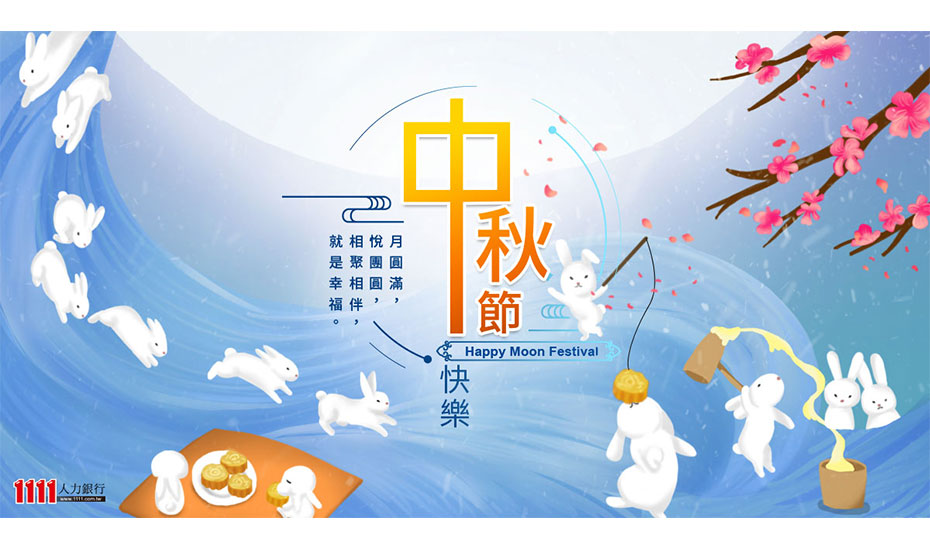 中秋節
快樂
Happy Moon Festival
月圓滿，
悅團圓，
相聚相伴，
就是幸福。
1111人力銀行
www.1111.com.tw